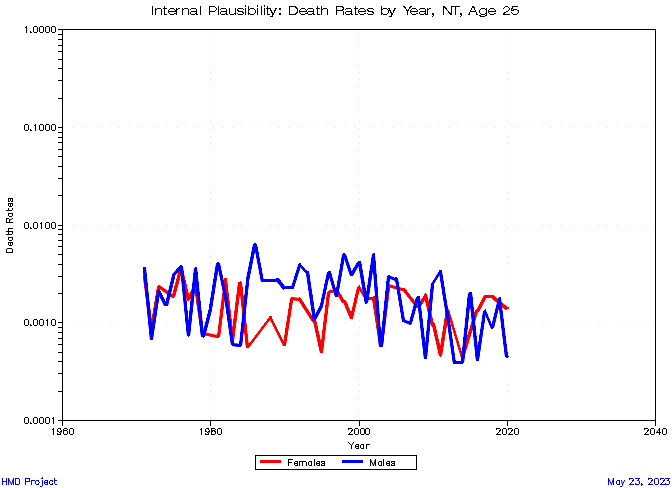 Internal Plausibility: Death Rates by Year, NT, Age 25
1.0000
0.1000
0.0100
0.0010
0.0001
Death Rates
1960
1980
2000
2020
2040
Year
Females
Males
HMD Project
May 23, 2023